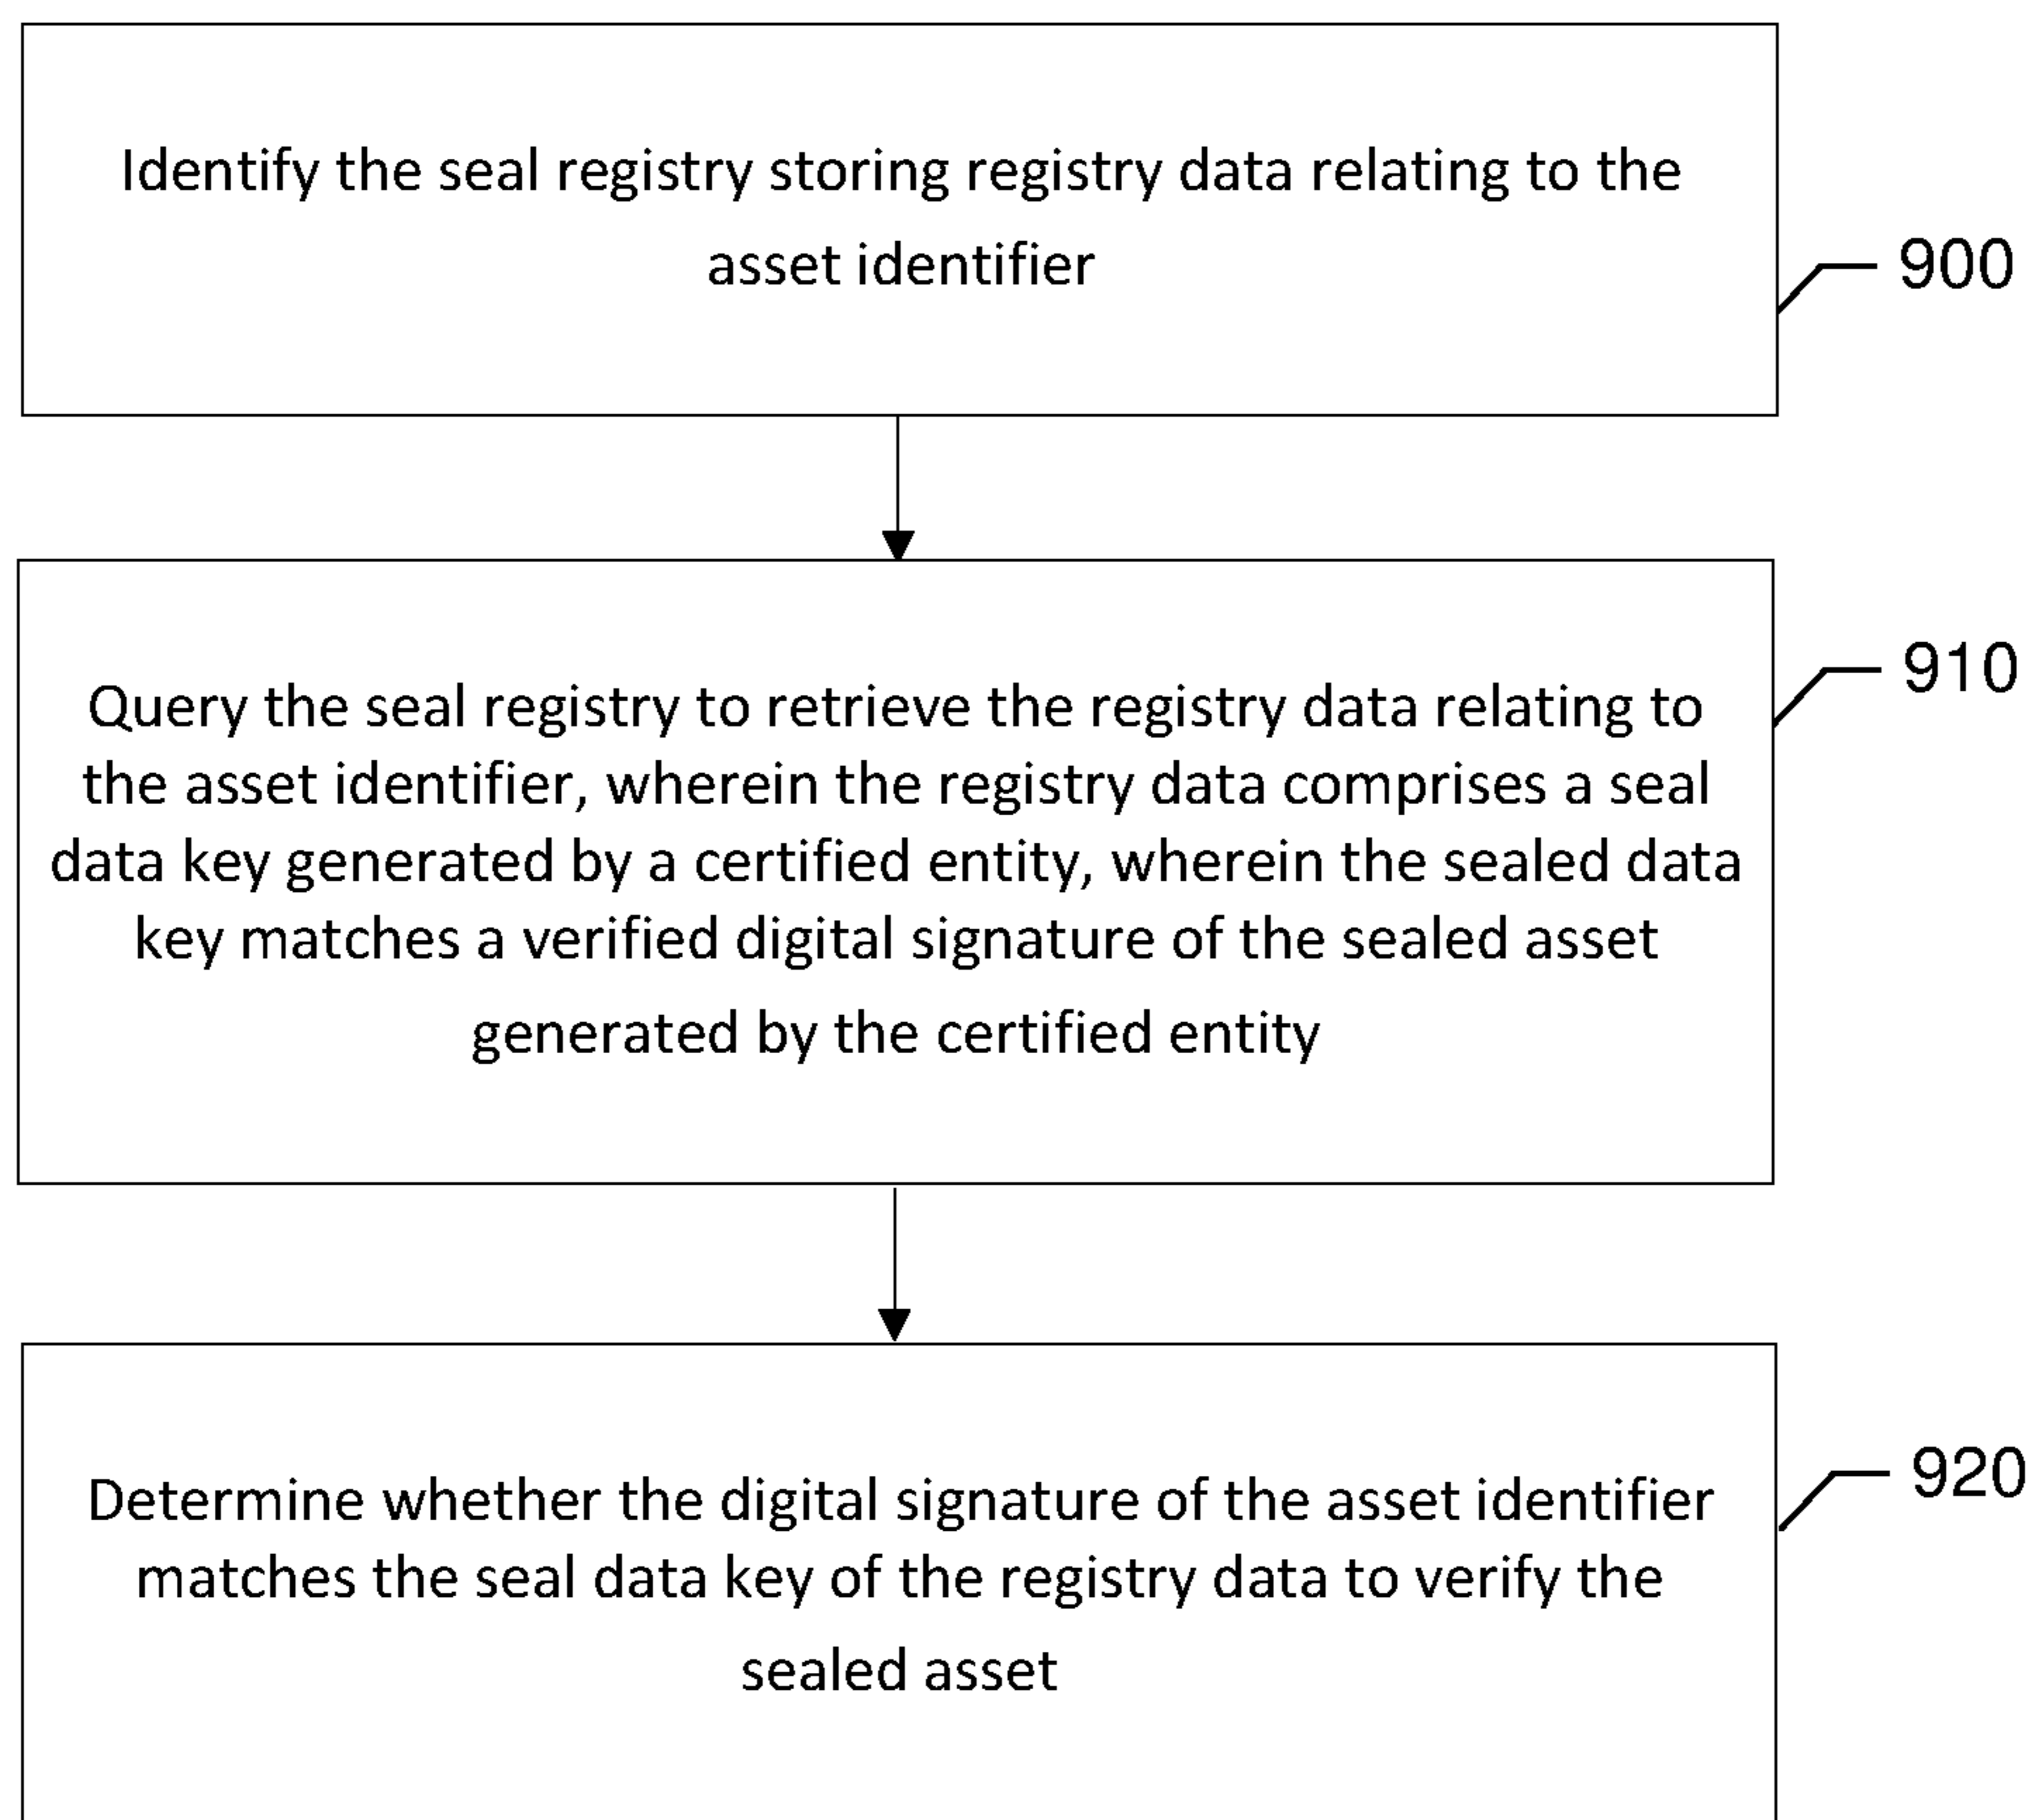 Identify the seal registry storing registry data relating to the
asset identifier
900
Query the seal registry to retrieve the registry data relating to
the asset identifier, wherein the registry data comprises a seal
data key generated by a certified entity, wherein the sealed data
key matches a verified digital signature of the sealed asset
generated by the certified entity
910
Determine whether the digital signature of the asset identifier
matches the seal data key of the registry data to verify the
sealed asset
920